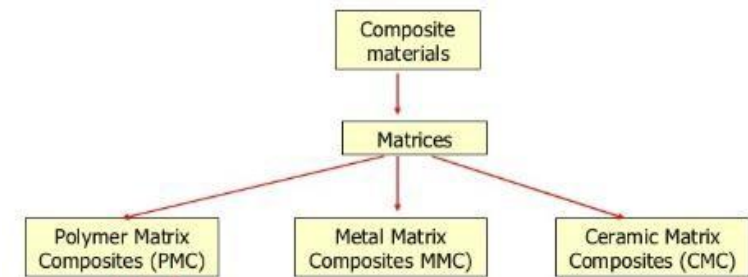 Composite
materials
Matrices
Polymer Matrix
Composites (PMC)
Metal Matrix
Composites MMC)
Ceramic Matrix
Composites (CMC)